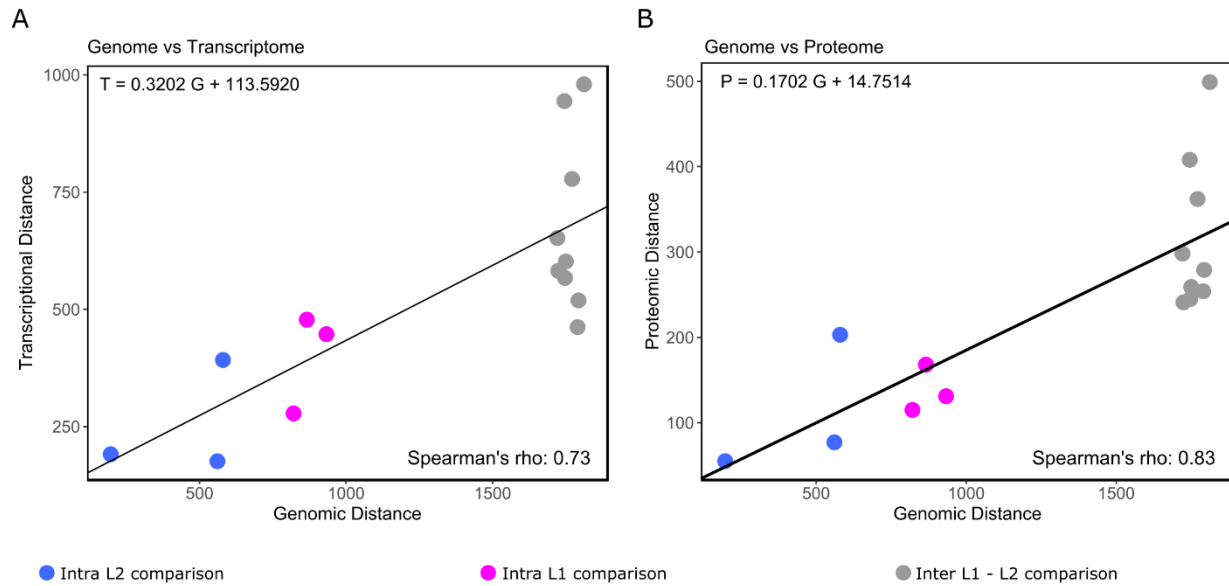 A
Genome vs Transcriptome
T = 0.3202 G + 113.5920
1000
750
500
250
Transcriptional Distance
Spearman's rho: 0.73
500
1000
1500
Genomic Distance
B
Genome vs Proteome
P = 0.1702 G + 14.7514
500
400
300
200
100
Proteomic Distance
Spearman's rho: 0.83
500
1000
1500
Genomic Distance
Intra L2 comparison
Intra L1 comparison
Inter L1 - L2 comparison